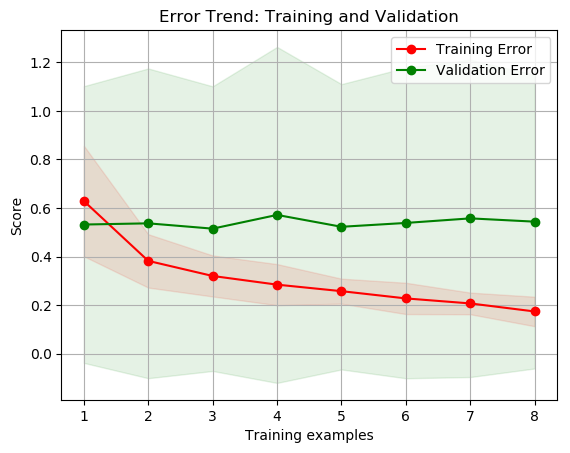 Error Trend: Training and Validation
Training Error
Validation Error
Score
1.2
1.0
0.8
0.6
0.4
0.2
0.0
1 2 3 4 5 6 7 8
Training examples